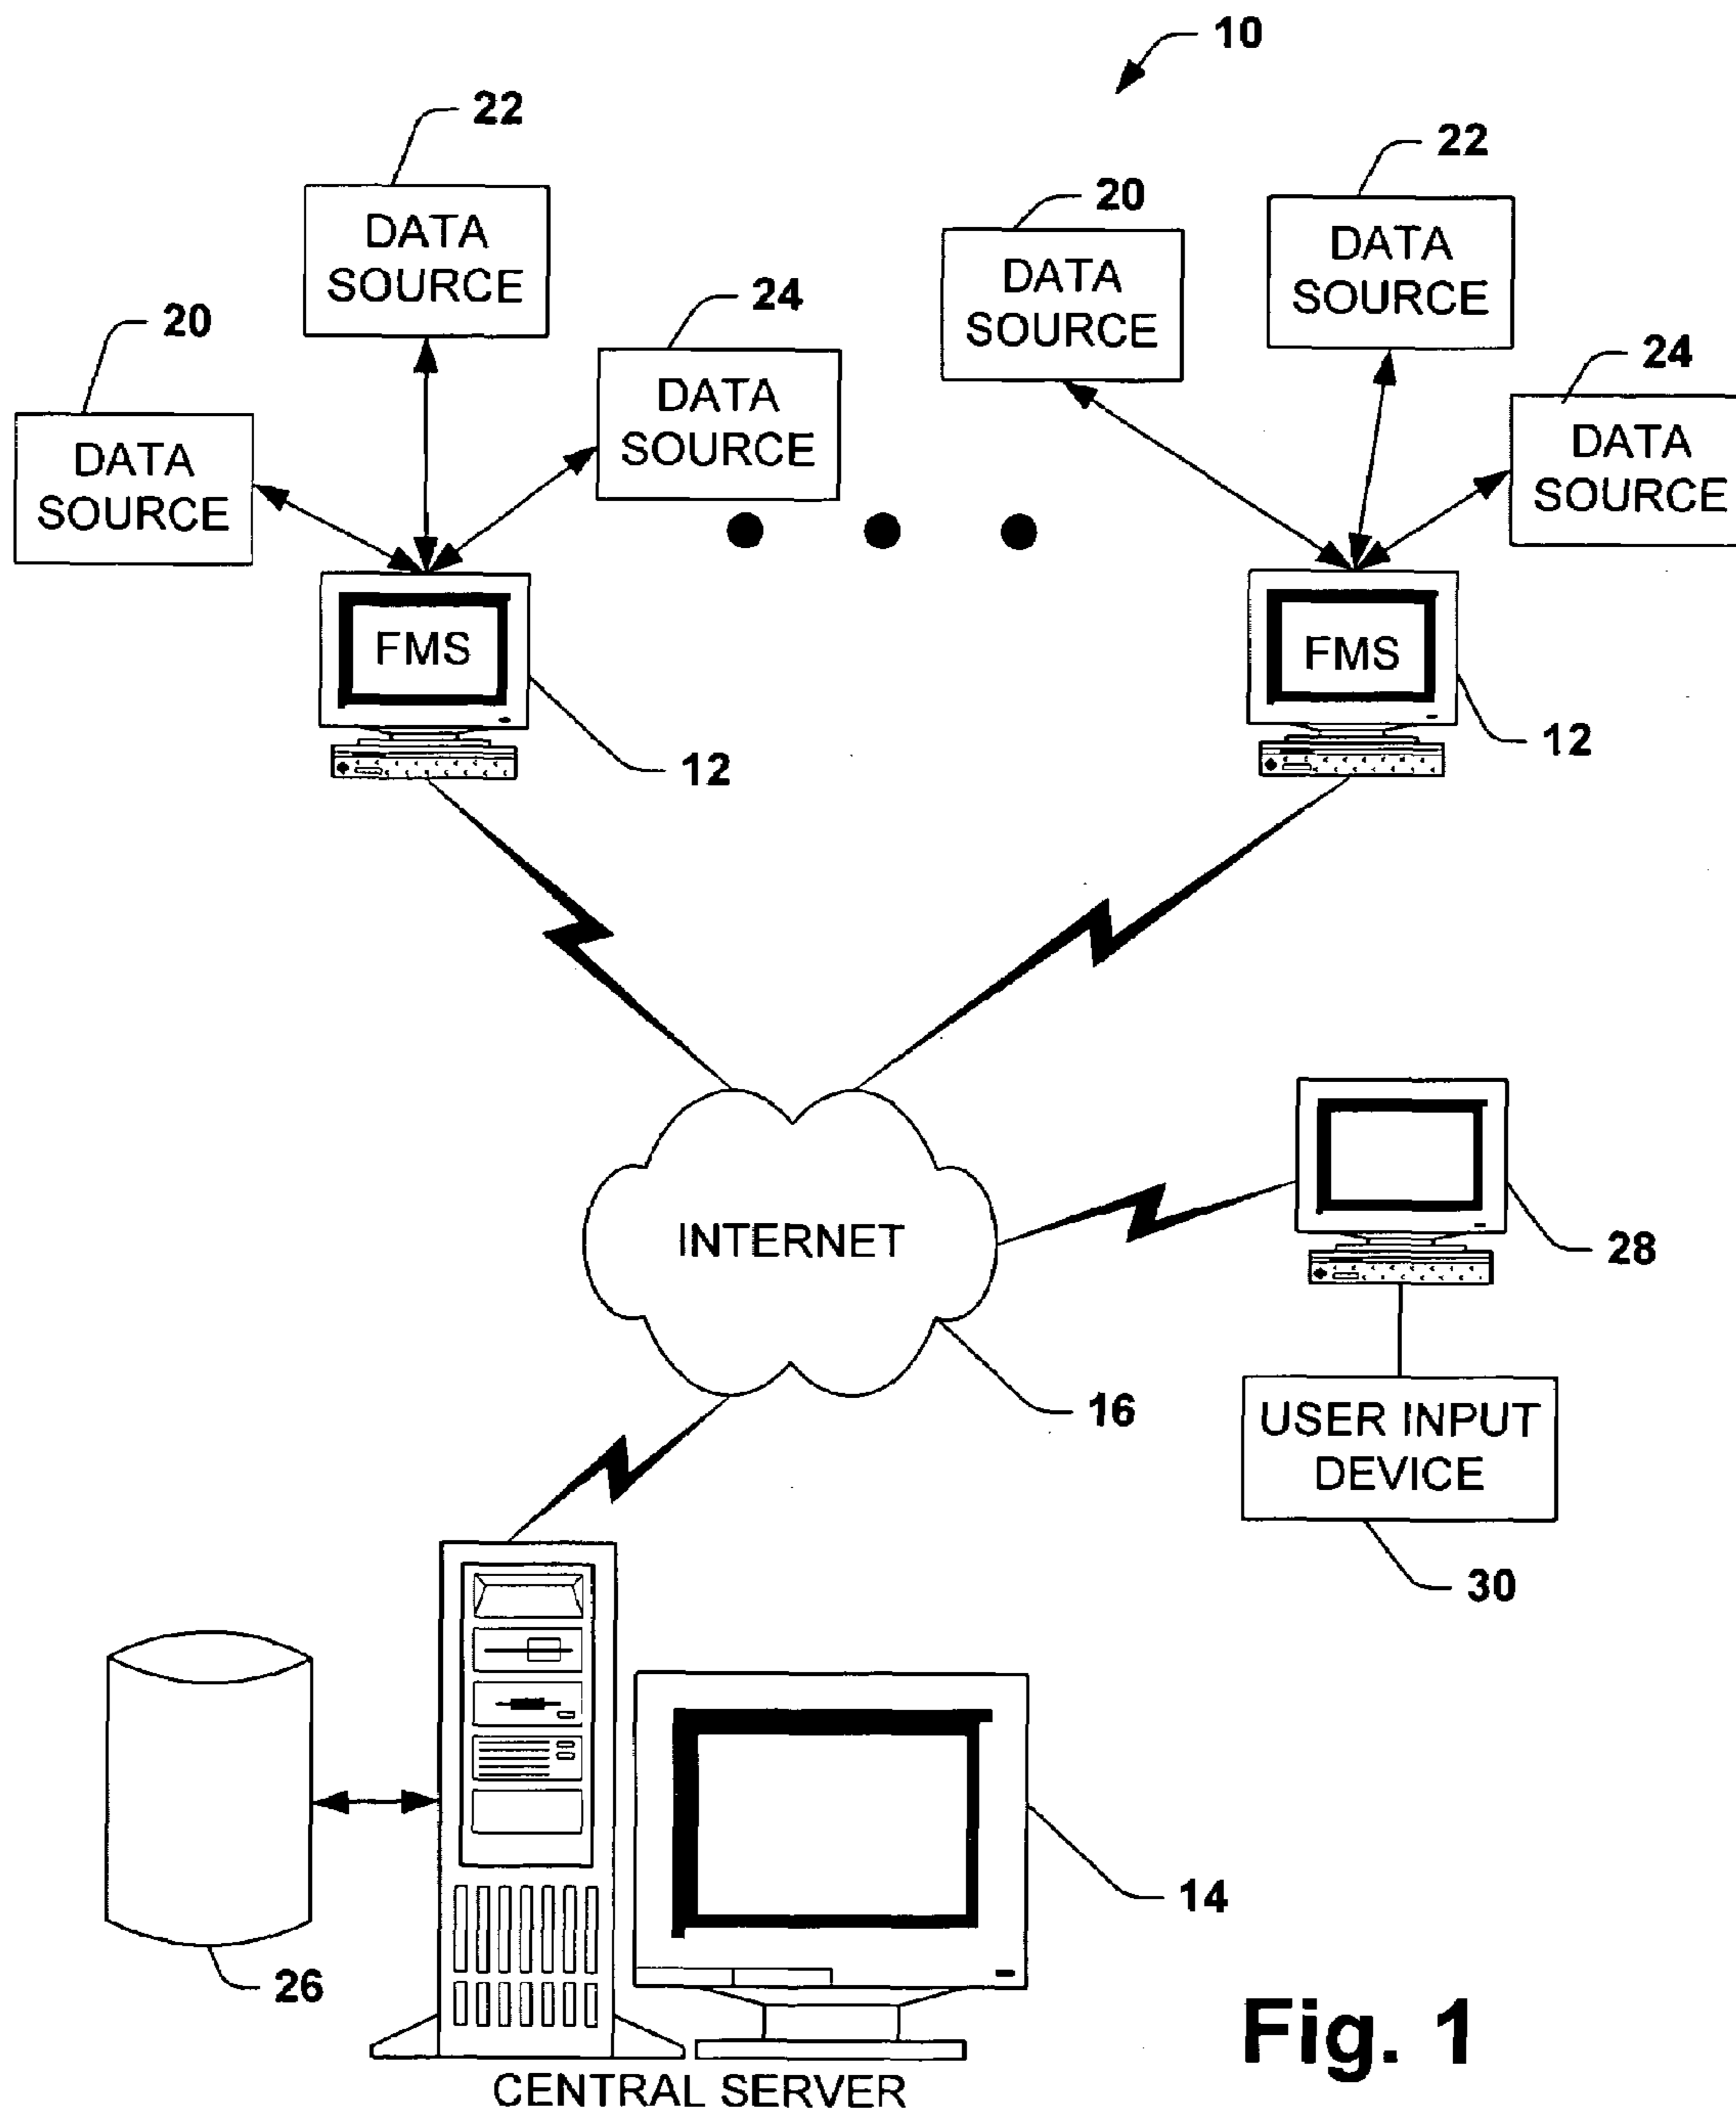 10
22
DATA
SOURCE
20
DATA
SOURCE
24
DATA
SOURCE
20
DATA
SOURCE
22
DATA
SOURCE
24
DATA
SOURCE
FMS
12
FMS
12
INTERNET
16
28
USER INPUT
DEVICE
30
14
26
CENTRAL SERVER
Fig. 1